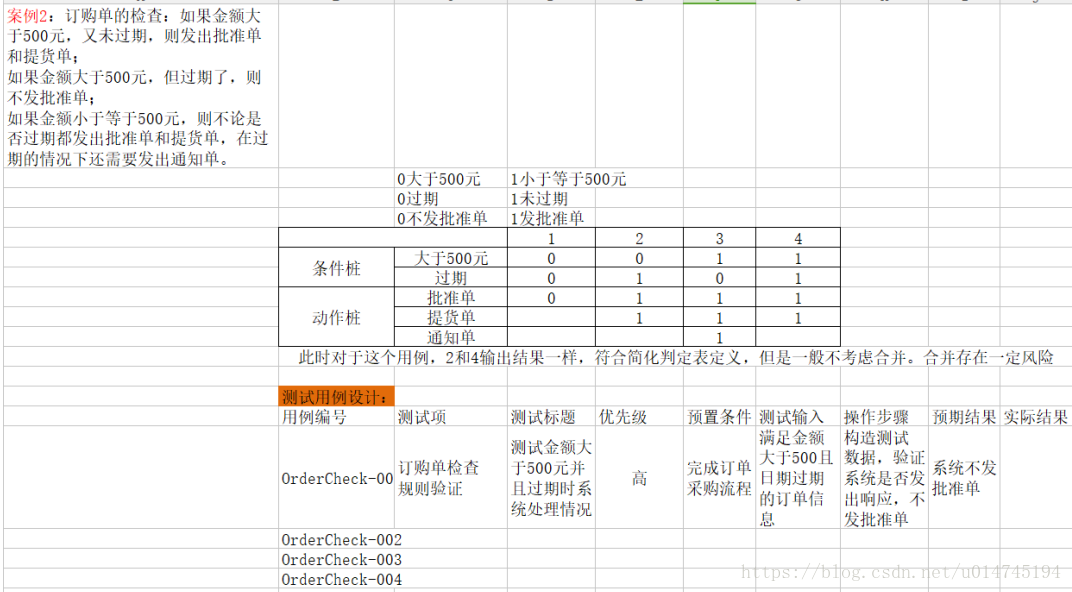 案例2：订购单的检查：如果金额大
于500元，又未过期，则发出批准单
和提货单；
如果金额大于500元，但过期了，则
不发批准单；
如果金额小于等于500元，则不论是
否过期都发出批准单和提货单，在过
期的情况下还需要发出通知单。
0大于500元 1小于等于500元
0过期 1未过期
0不发批准单 1发批准单
1 2 3 4
条件桩
大于500元 0 0 1 1
过期 0 1 0 1
动作桩
批准单 0 1 1 1
提货单 1 1 1
通知单 1
此时对于这个用例，2和4输出结果一样，符合简化判定表定义，但是一般不考虑合并。合并存在一定风险
测试用例设计：
用例编号 测试项 测试标题 优先级 预置条件 测试输入 操作步骤 预期结果 实际结果
OrderCheck-00
订购单检查
规则验证
测试金额大
于500元并
且过期时系
统处理情况
高
完成订单
采购流程
满足金额
大于500且
日期过期
的订单信
息
构造测试
数据，验证
系统是否发
出响应，不
发批准单
系统不发
批准单
OrderCheck-002
OrderCheck-003
OrderCheck-004
https://blog.csdn.net/u014745194